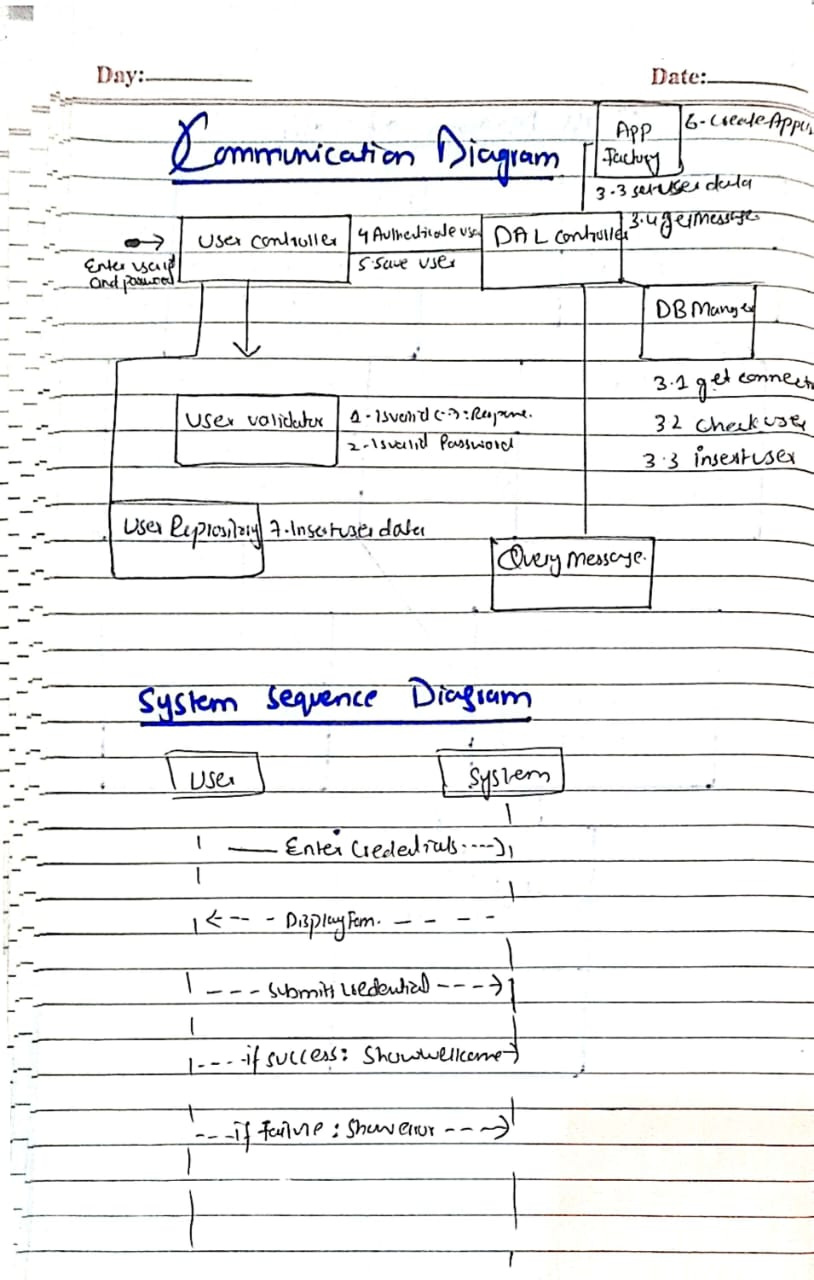 Day:
Date:
Communication Diagram
App
Factory
6-Create App
3.3 set user data
3.4 get message
User controller
4 Authenticate use
5.save user
DAL controller
Enter userid
and password
DB Manger
3.1 get connect
3.2 check user
3.3 insert user
User validator
1-Isvalid
2-Isvalid Password
User Repository
7-Insert user data
Query message.
System Sequence Diagram
User
System
Enter Credentials
Display Form.
Submit credential
if success: Show welcome
if failure: Show error